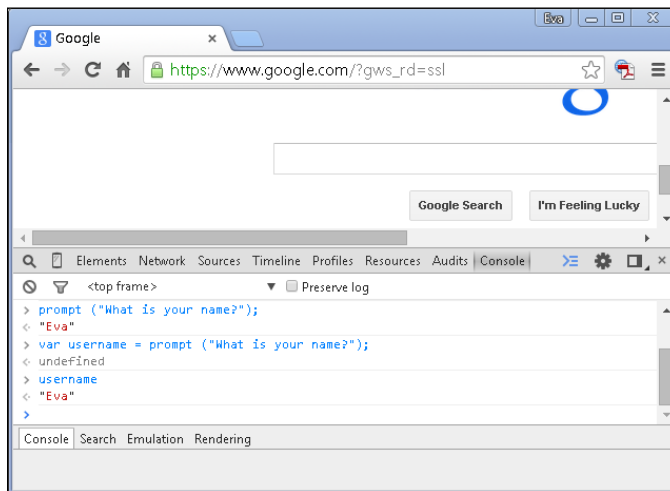 Eva
Google
https://www.google.com/?gws_rd=ssl
Google Search I'm Feeling Lucky
Elements Network Sources Timeline Profiles Resources Audits Console
<top frame> Preserve log
> prompt ("What is your name?");
"Eva"
> var username = prompt ("What is your name?");
undefined
> username
"Eva"
>
Console Search Emulation Rendering